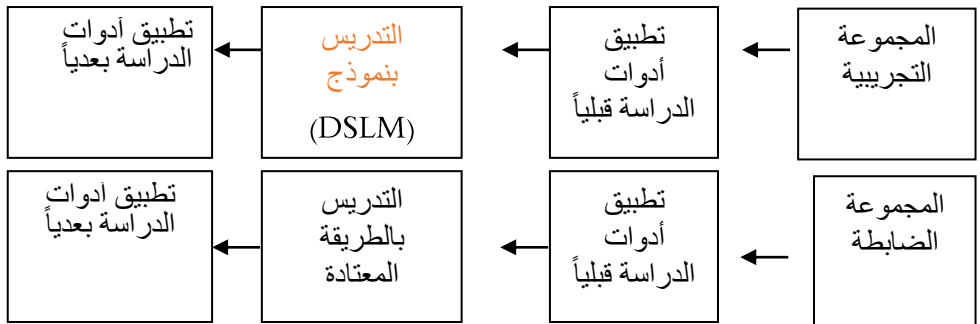 المجموعة
التجريبية
تطبيق
أدوات
الدراسة قبلياً
التدريس
بنموذج
(DSLM)
تطبيق أدوات
الدراسة بعدياً
المجموعة
الضابطة
تطبيق
أدوات
الدراسة قبلياً
التدريس
بالطريقة
المعتادة
تطبيق أدوات
الدراسة بعدياً